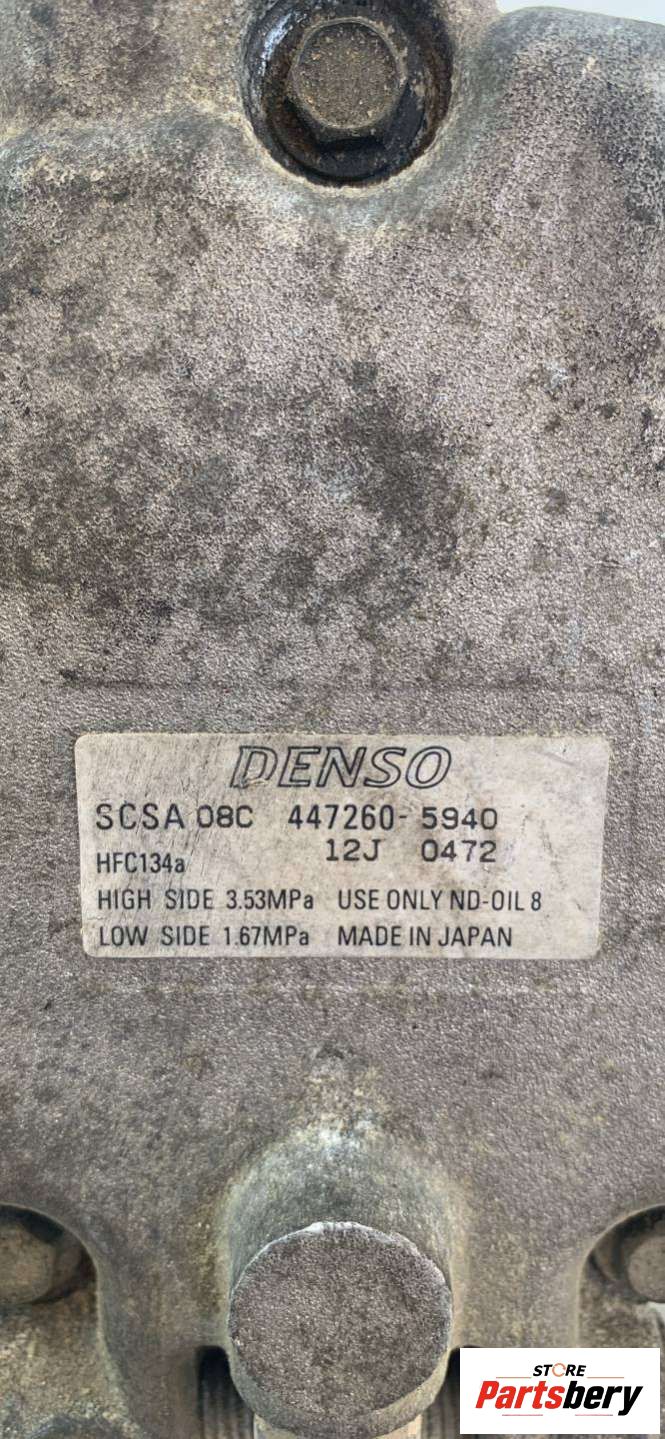 DENSO
SCSA 08C 447260-5940
HFC134a 12J 0472
HIGH SIDE 3.53MPa USE ONLY ND-OIL 8
LOW SIDE 1.67MPa MADE IN JAPAN
STORE
Partsbery